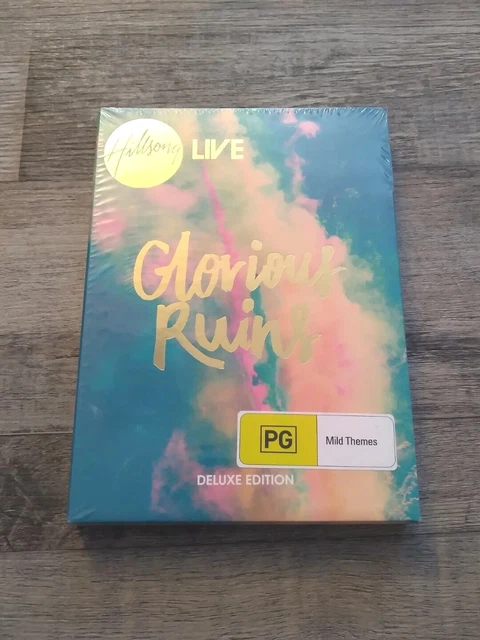 Hillsong LIVE
Glorious
Ruins
PG Mild Themes
DELUXE EDITION